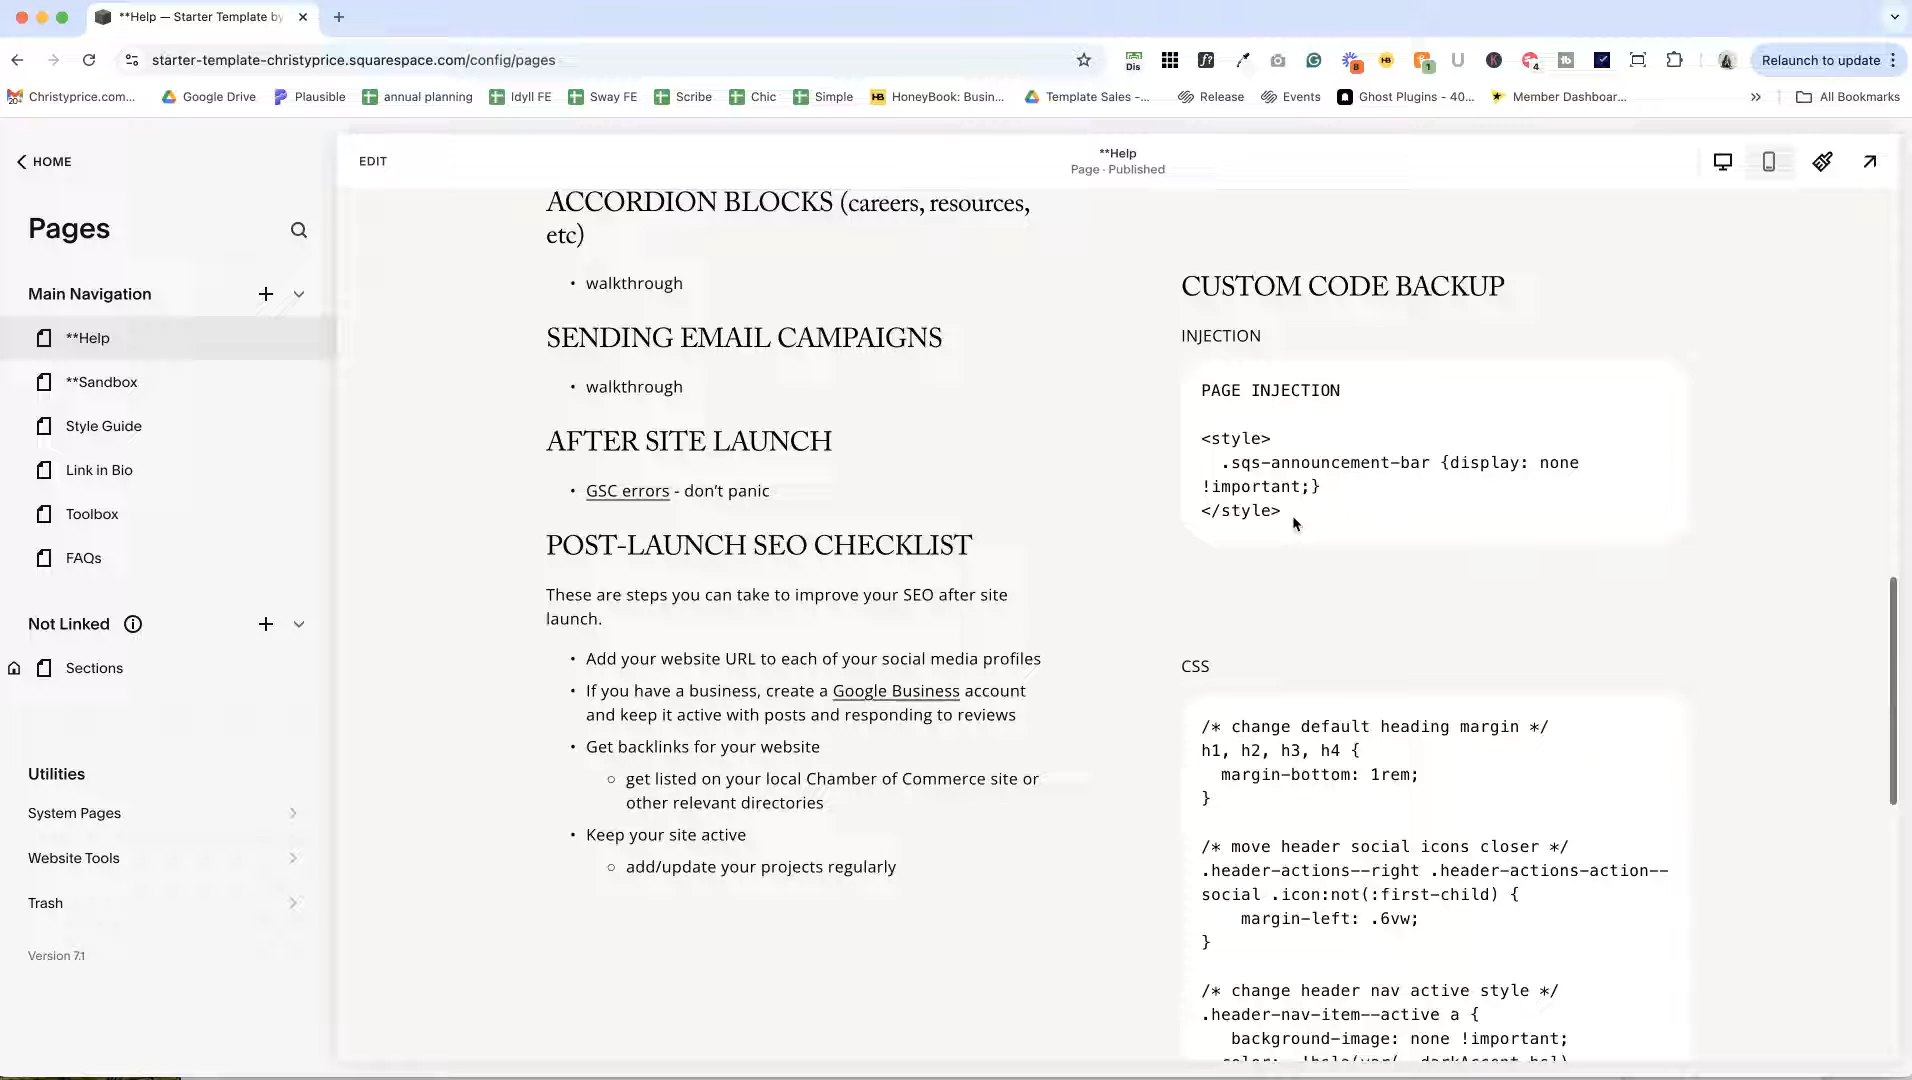 **Help — Starter Template by
starter-template-christyprice.squarespace.com/config/pages
Dis
8
1
4
Relaunch to update
Christyprice.com...
Google Drive
Plausible
annual planning
Idyll FE
Sway FE
Scribe
Chic
Simple
HoneyBook: Busin...
Template Sales -...
Release
Events
Ghost Plugins - 40...
Member Dashboar...
All Bookmarks
HOME
Pages
Main Navigation
**Help
**Sandbox
Style Guide
Link in Bio
Toolbox
FAQs
Not Linked
Sections
Utilities
System Pages
Website Tools
Trash
Version 7.1
EDIT
**Help
Page · Published
ACCORDION BLOCKS (careers, resources,
etc)
• walkthrough
SENDING EMAIL CAMPAIGNS
• walkthrough
AFTER SITE LAUNCH
• GSC errors - don’t panic
POST-LAUNCH SEO CHECKLIST
These are steps you can take to improve your SEO after site
launch.
• Add your website URL to each of your social media profiles
• If you have a business, create a Google Business account
and keep it active with posts and responding to reviews
• Get backlinks for your website
◦ get listed on your local Chamber of Commerce site or
other relevant directories
• Keep your site active
◦ add/update your projects regularly
CUSTOM CODE BACKUP
INJECTION
PAGE INJECTION
<style>
.sqs-announcement-bar {display: none
!important;}
</style>
CSS
/* change default heading margin */
h1, h2, h3, h4 {
margin-bottom: 1rem;
}
/* move header social icons closer */
.header-actions--right .header-actions-action--
social .icon:not(:first-child) {
margin-left: .6vw;
}
/* change header nav active style */
.header-nav-item--active a {
background-image: none !important;